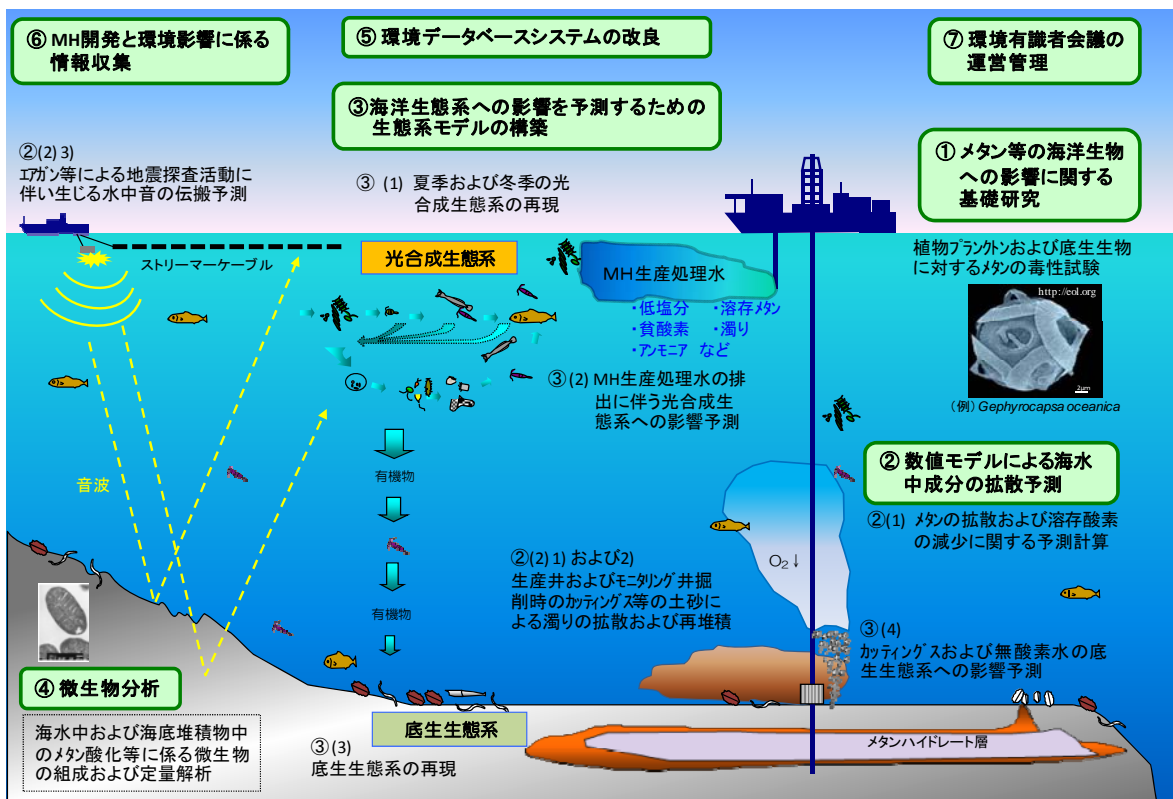 ⑥ MH開発と環境影響に係る
情報収集
⑤ 環境データベースシステムの改良
⑦ 環境有識者会議の
運営管理
③海洋生態系への影響を予測するための
生態系モデルの構築
① メタン等の海洋生物
への影響に関する
基礎研究
②(2) 3)
エアガン等による地震探査活動に
伴い生じる水中音の伝搬予測
③ (1) 夏季および冬季の光
合成生態系の再現
ストリーマーケーブル
光合成生態系
MH生産処理水
・低塩分 ・溶存メタン
・貧酸素 ・濁り
・アンモニア など
植物プランクトンおよび底生生物
に対するメタンの毒性試験
http://eol.org
2μm
（例）Gephyrocapsa oceanica
③(2) MH生産処理水の排
出に伴う光合成生
態系への影響予測
音波
有機物
有機物
② 数値モデルによる海水
中成分の拡散予測
②(1) メタンの拡散および溶存酸素
の減少に関する予測計算
②(2) 1) および2)
生産井およびモニタリング井掘
削時のカッティングス等の土砂に
よる濁りの拡散および再堆積
O₂↓
③(4)
カッティングスおよび無酸素水の底
生生態系への影響予測
④ 微生物分析
海水中および海底堆積物中
のメタン酸化等に係る微生物
の組成および定量解析
底生生態系
③(3)
底生生態系の再現
メタンハイドレート層